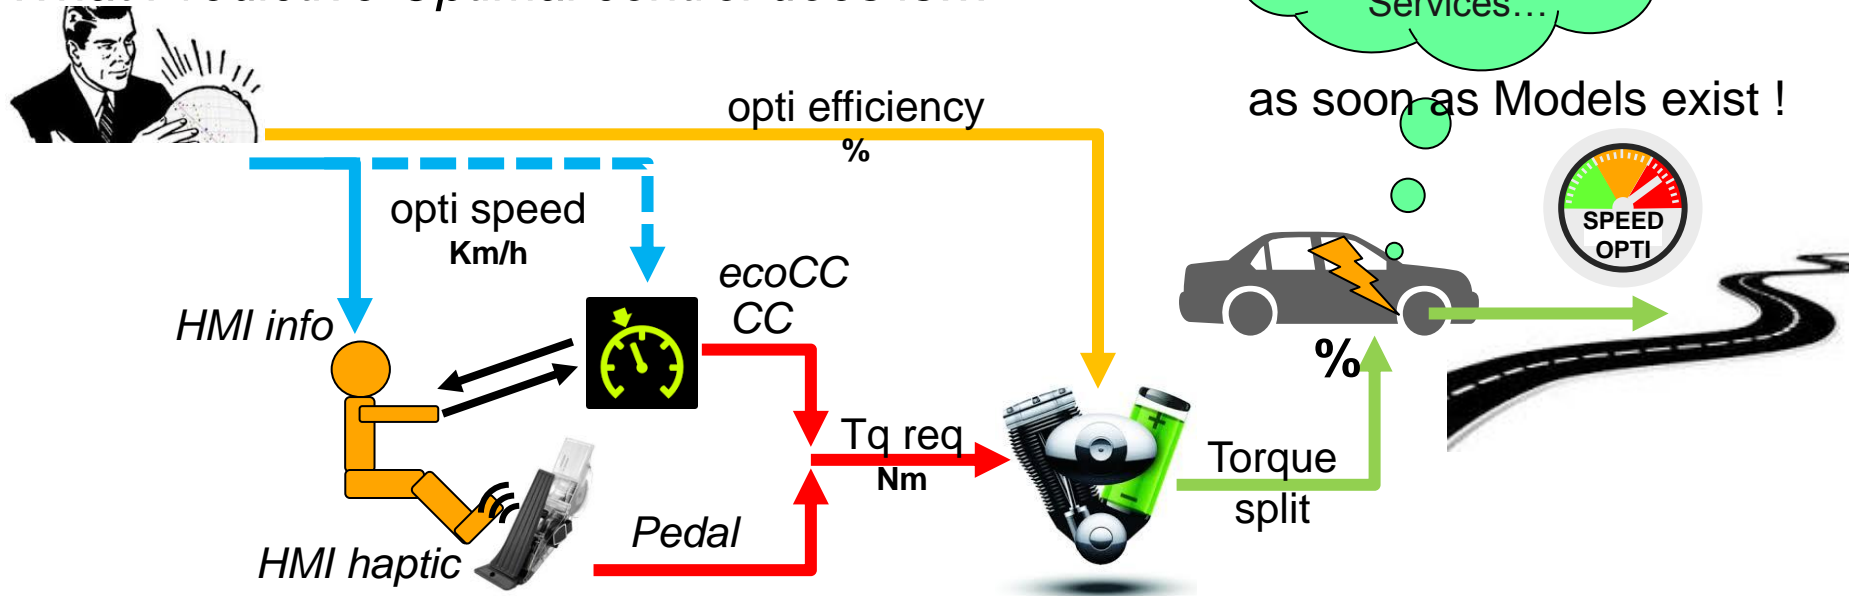 Services…
as soon as Models exist !
opti efficiency
%
opti speed
Km/h
SPEED
OPTI
ecoCC
CC
HMI info
%
Tq req
Nm
Torque
split
Pedal
HMI haptic